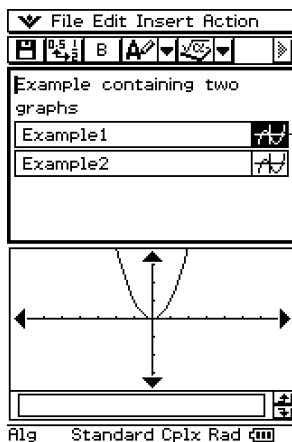 File Edit Insert Action
B
Example containing two
graphs
Example1
Example2
Alg Standard Cplx Rad